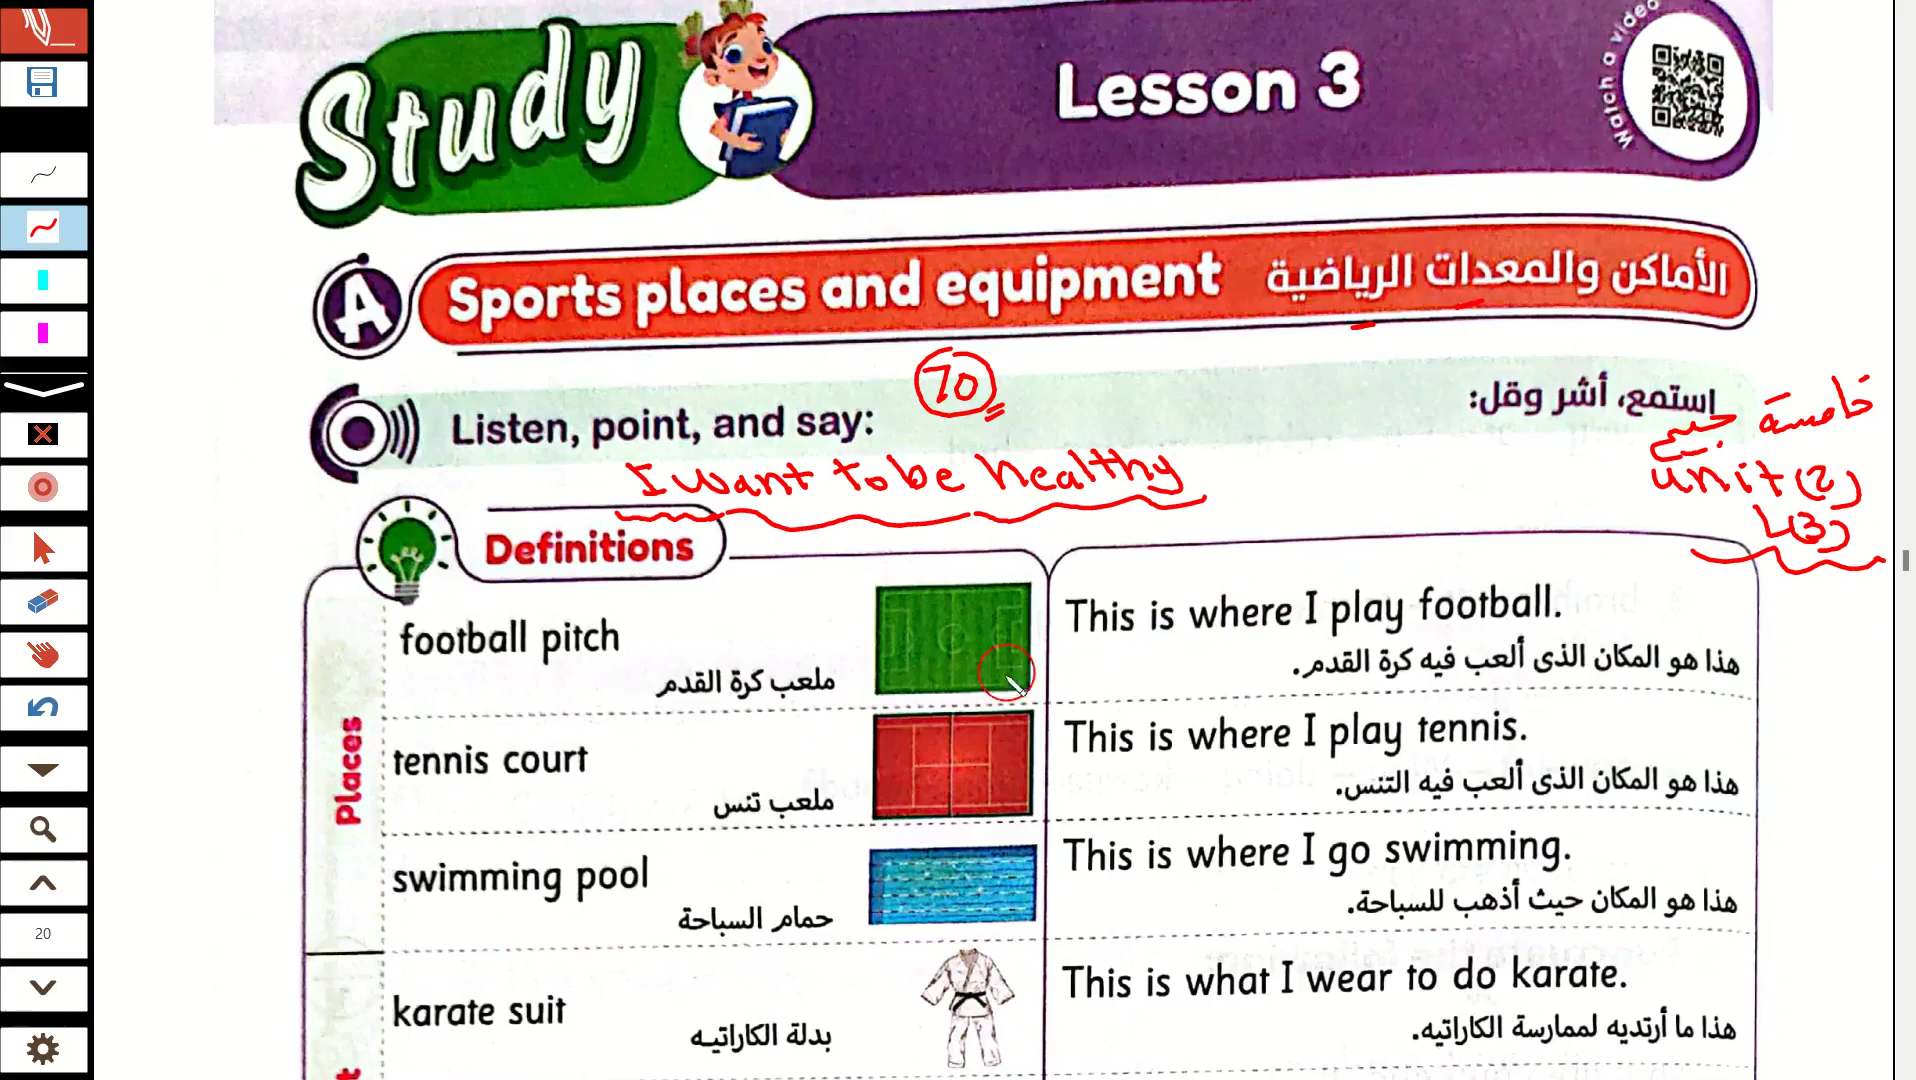 Study
Lesson 3
Watch a video
A
Sports places and equipment الأماكن والمعدات الرياضية
70
Listen, point, and say:
استمع، أشر وقل:
خامسة
I want to be healthy
unit (2)
L(3)
Definitions
Places
football pitch
ملعب كرة القدم
This is where I play football.
هذا هو المكان الذى ألعب فيه كرة القدم.
tennis court
ملعب تنس
This is where I play tennis.
هذا هو المكان الذى ألعب فيه التنس.
swimming pool
حمام السباحة
This is where I go swimming.
هذا هو المكان حيث أذهب للسباحة.
karate suit
بدلة الكاراتيه
This is what I wear to do karate.
هذا ما أرتديه لممارسة الكاراتيه.
20